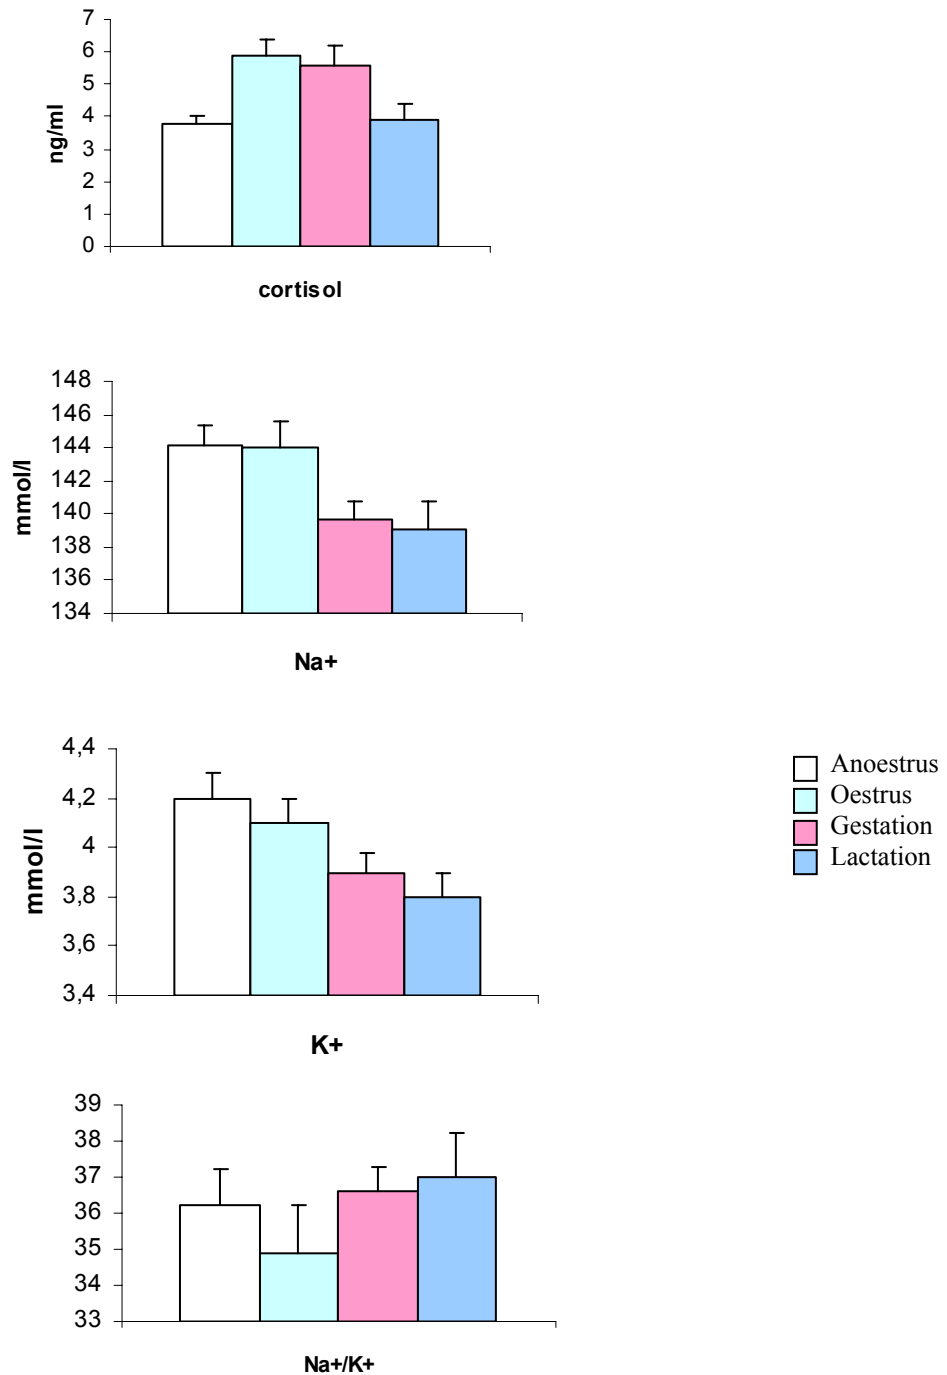 7
6
5
4
3
2
1
0
ng/ml
cortisol
148
146
144
142
140
138
136
134
mmol/l
Na+
4,4
4,2
4
3,8
3,6
3,4
mmol/l
K+
Anoestrus
Oestrus
Gestation
Lactation
39
38
37
36
35
34
33
Na+/K+